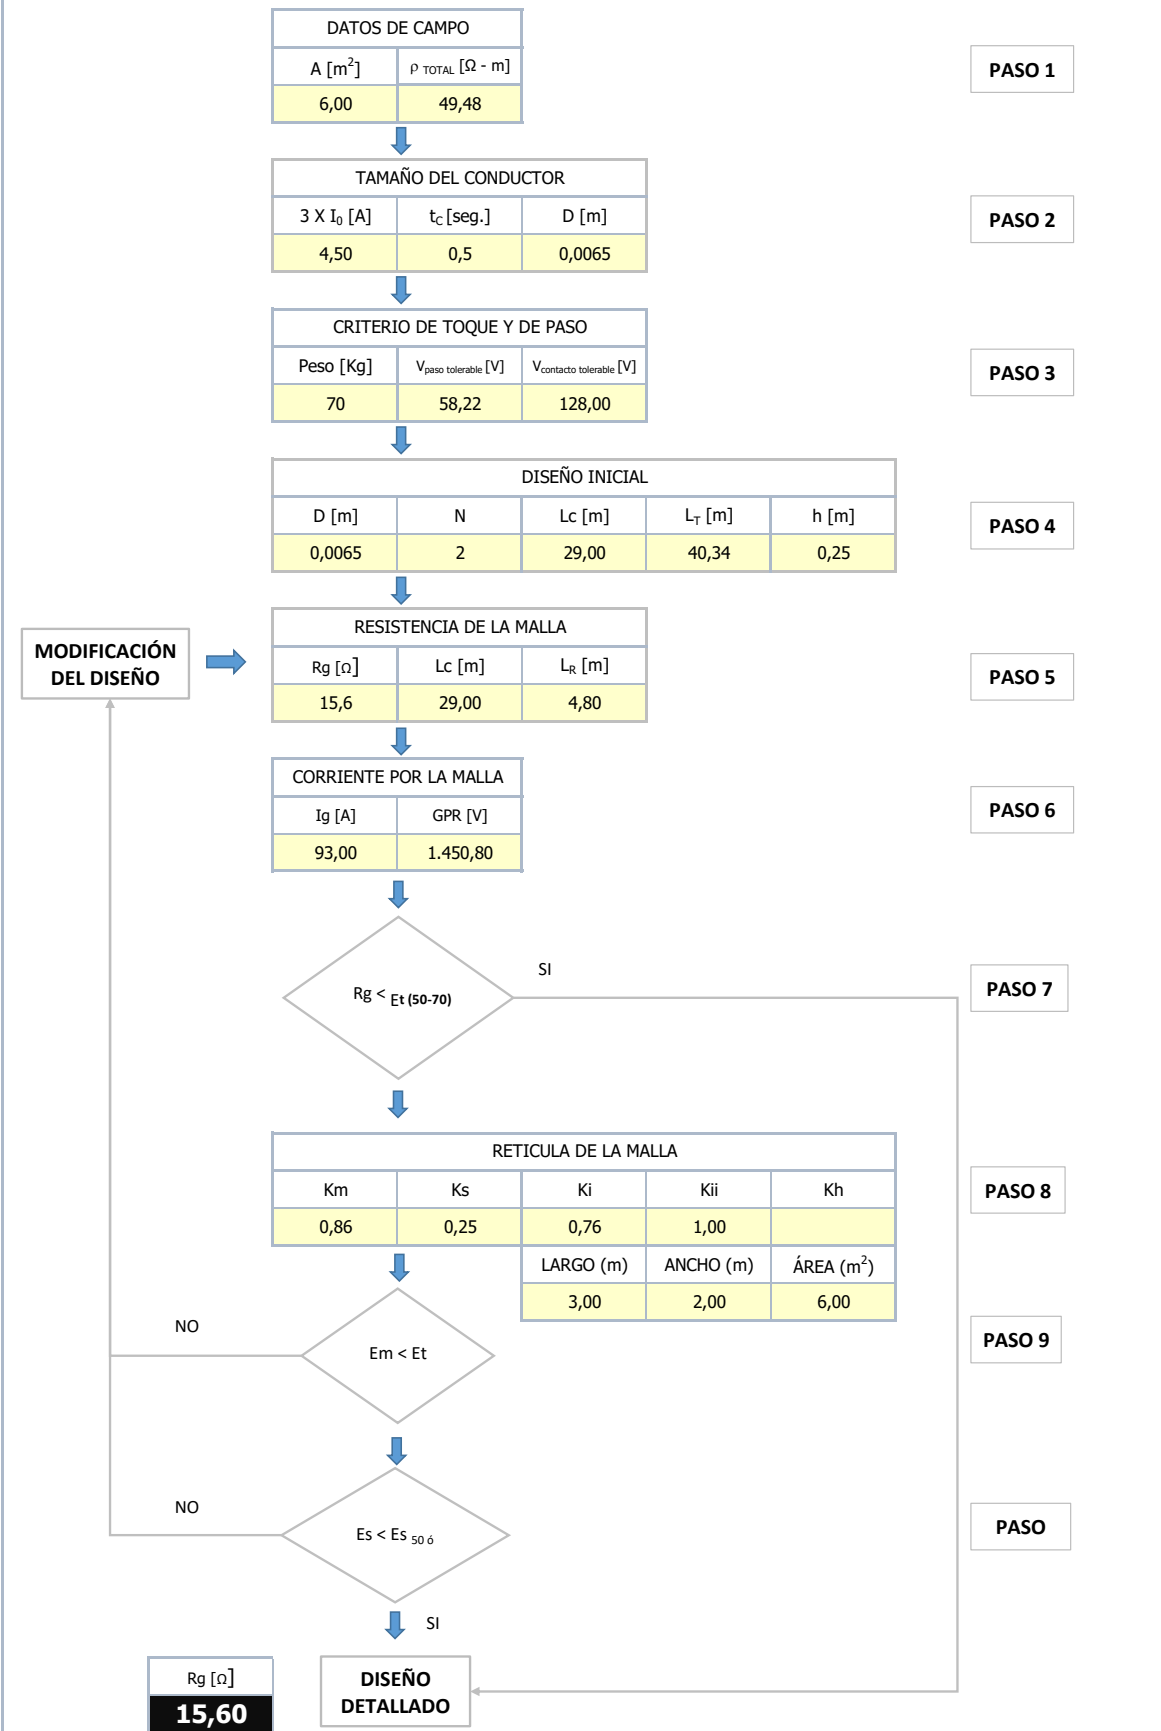 DATOS DE CAMPO
A [m²] ρ TOTAL [Ω - m]
6,00 49,48
PASO 1
TAMAÑO DEL CONDUCTOR
3 X I₀ [A] tC [seg.] D [m]
4,50 0,5 0,0065
PASO 2
CRITERIO DE TOQUE Y DE PASO
Peso [Kg] Vpaso tolerable [V] Vcontacto tolerable [V]
70 58,22 128,00
PASO 3
DISEÑO INICIAL
D [m] N Lc [m] LT [m] h [m]
0,0065 2 29,00 40,34 0,25
PASO 4
RESISTENCIA DE LA MALLA
Rg [Ω] Lc [m] LR [m]
15,6 29,00 4,80
PASO 5
MODIFICACIÓN
DEL DISEÑO
CORRIENTE POR LA MALLA
Ig [A] GPR [V]
93,00 1.450,80
PASO 6
SI
Rg < Et (50-70)
PASO 7
RETICULA DE LA MALLA
Km Ks Ki Kii Kh
0,86 0,25 0,76 1,00
PASO 8
LARGO (m) ANCHO (m) ÁREA (m²)
3,00 2,00 6,00
NO
Em < Et
PASO 9
NO
Es < Es 50 ó
PASO
SI
Rg [Ω]
15,60
DISEÑO
DETALLADO